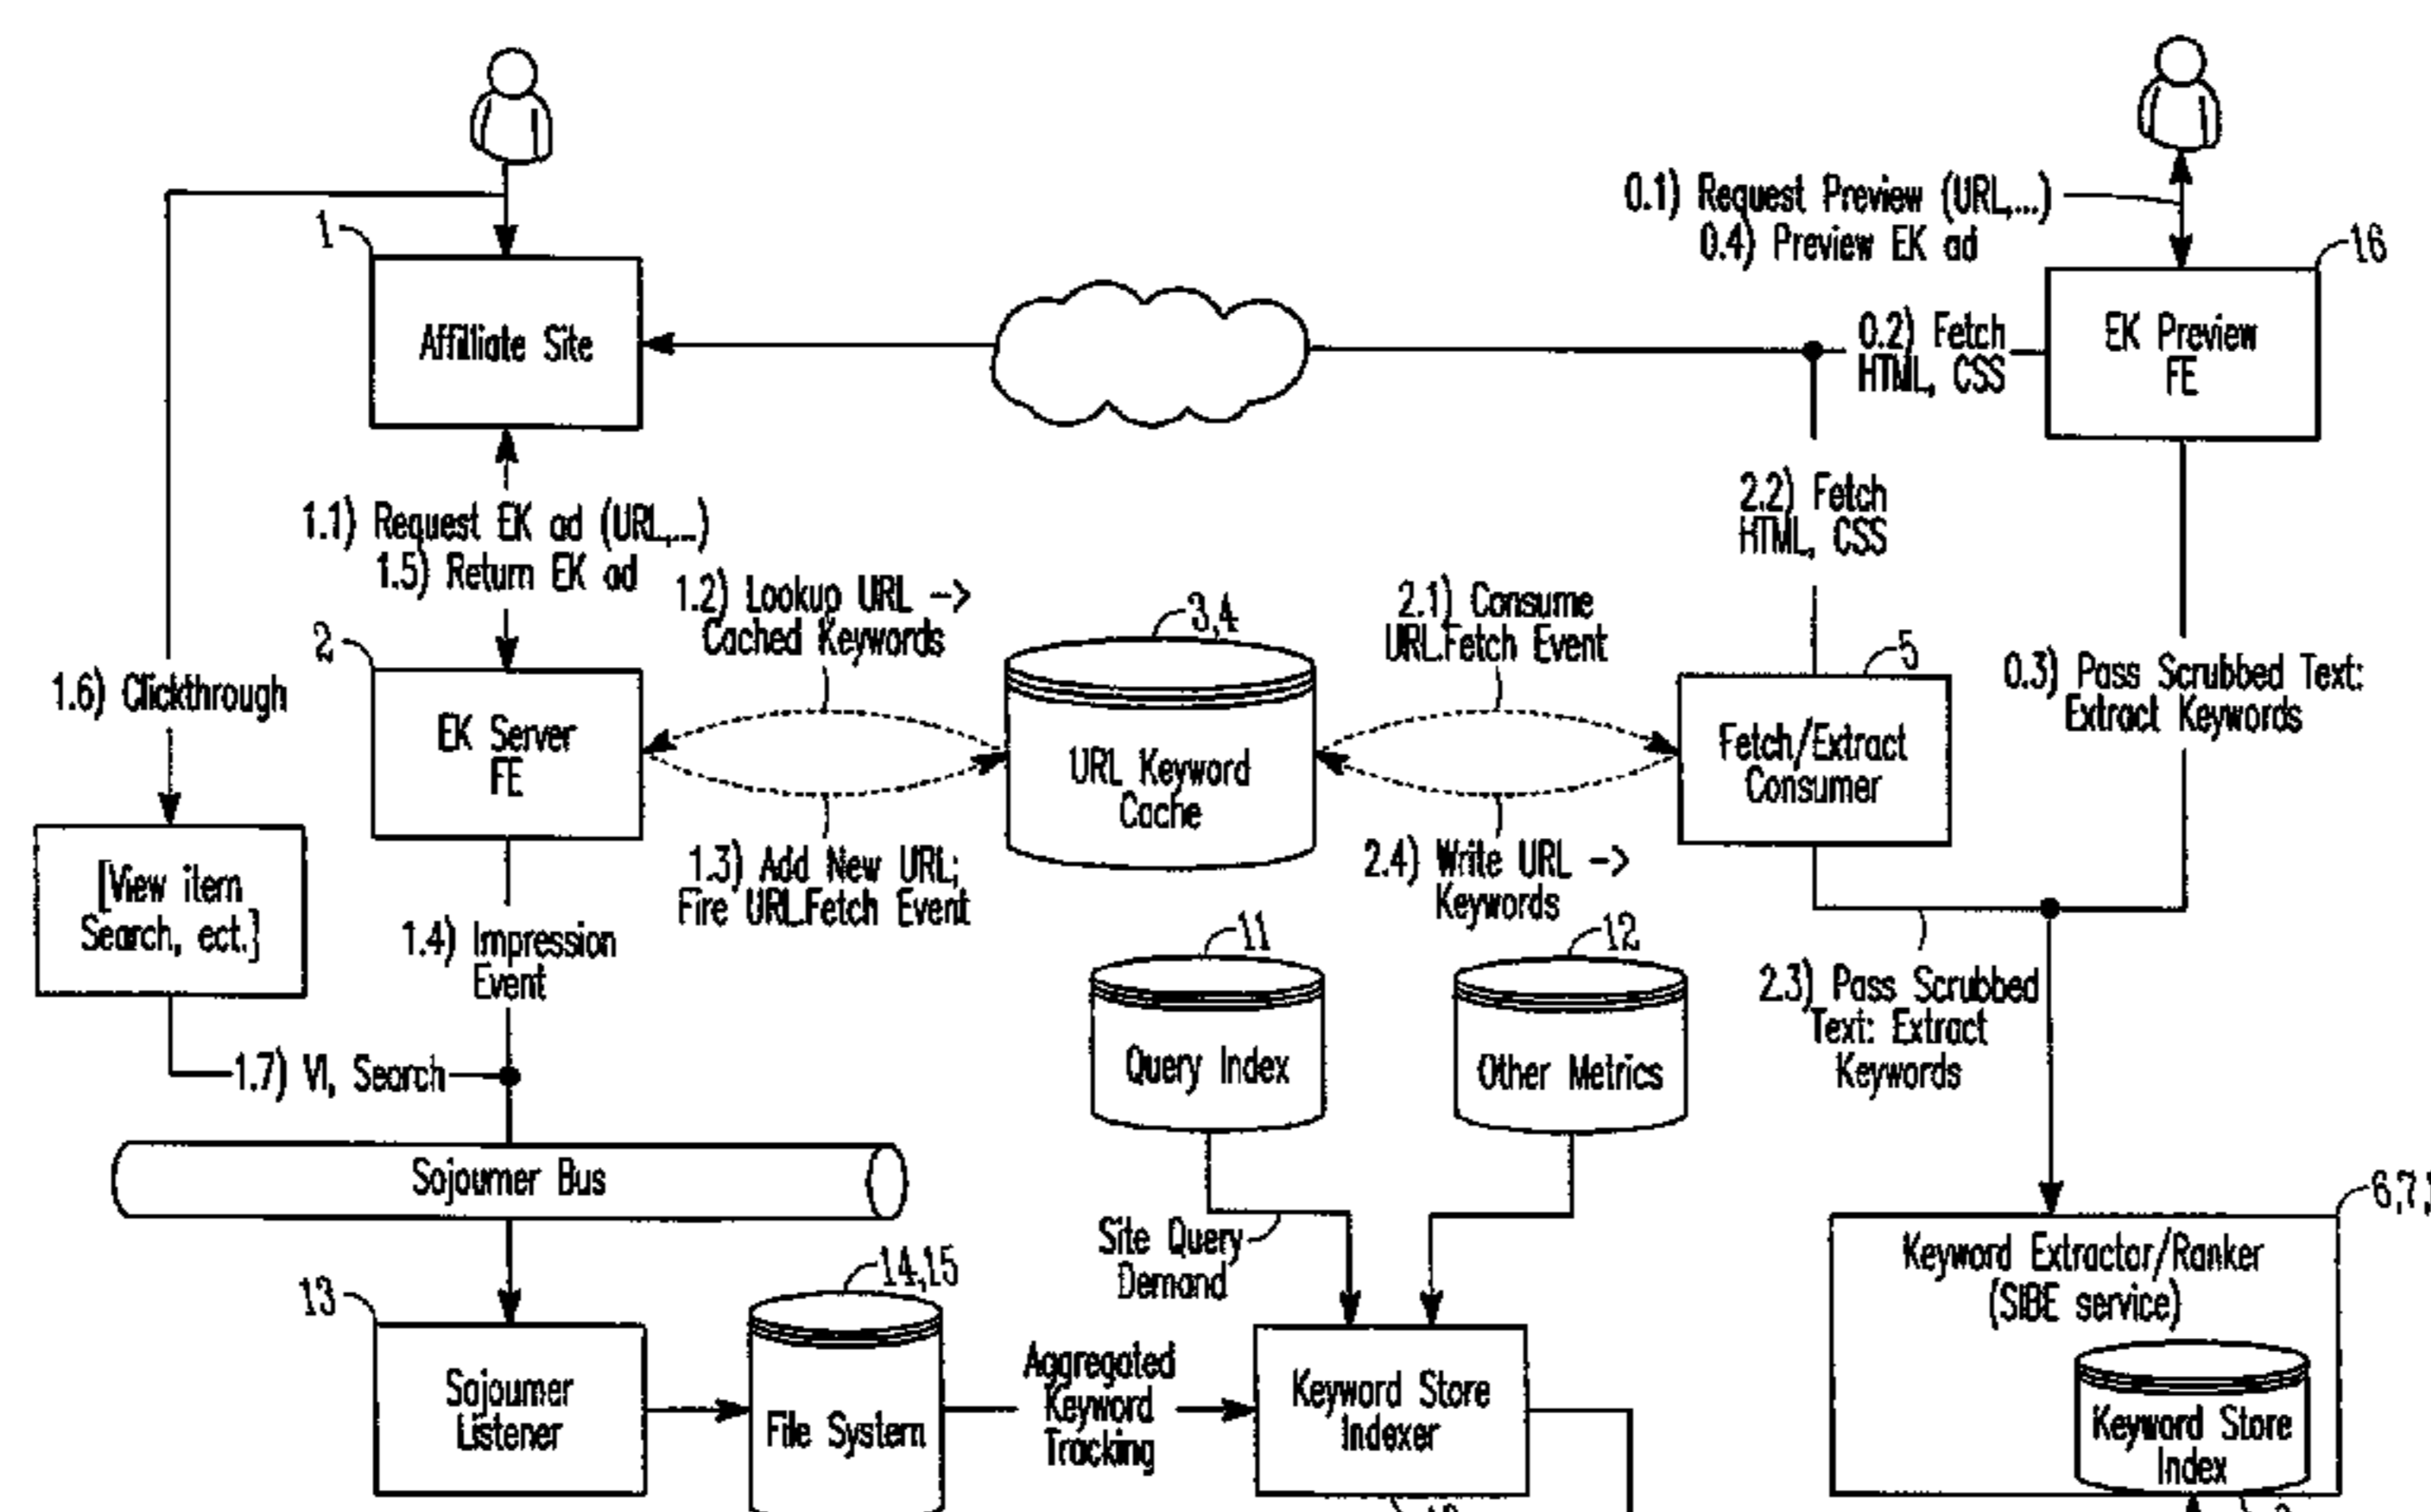 0.1) Request Preview (URL,...)
0.4) Preview EK ad
16
1
Affilliate Site
0.2) Fetch
HTML, CSS
EK Preview
FE
1.1) Request EK ad (URL,...)
1.5) Return EK ad
2.2) Fetch
HTML, CSS
1.2) Lookup URL -->
Cached Keywords
3,4
2.1) Consume
URL.Fetch Event
5
2
1.6) Clickthrough
0.3) Pass Scrubbed Text:
Extract Keywords
EK Server
FE
URL Keyword
Cache
Fetch/Extract
Consumer
[View item
Search, ect.]
1.3) Add New URL;
Fire URL.Fetch Event
2.4) Write URL -->
Keywords
1.4) Impression
Event
11
12
2.3) Pass Scrubbed
Text: Extract
Keywords
1.7) VI, Search
Query Index
Other Metrics
Sojourner Bus
6,7,
Site Query
Demand
Keyword Extractor/Ranker
(SIBE service)
13
14,15
Sojourner
Listener
File System
Aggregated
Keyword
Tracking
Keyword Store
Indexer
Keyword Store
Index